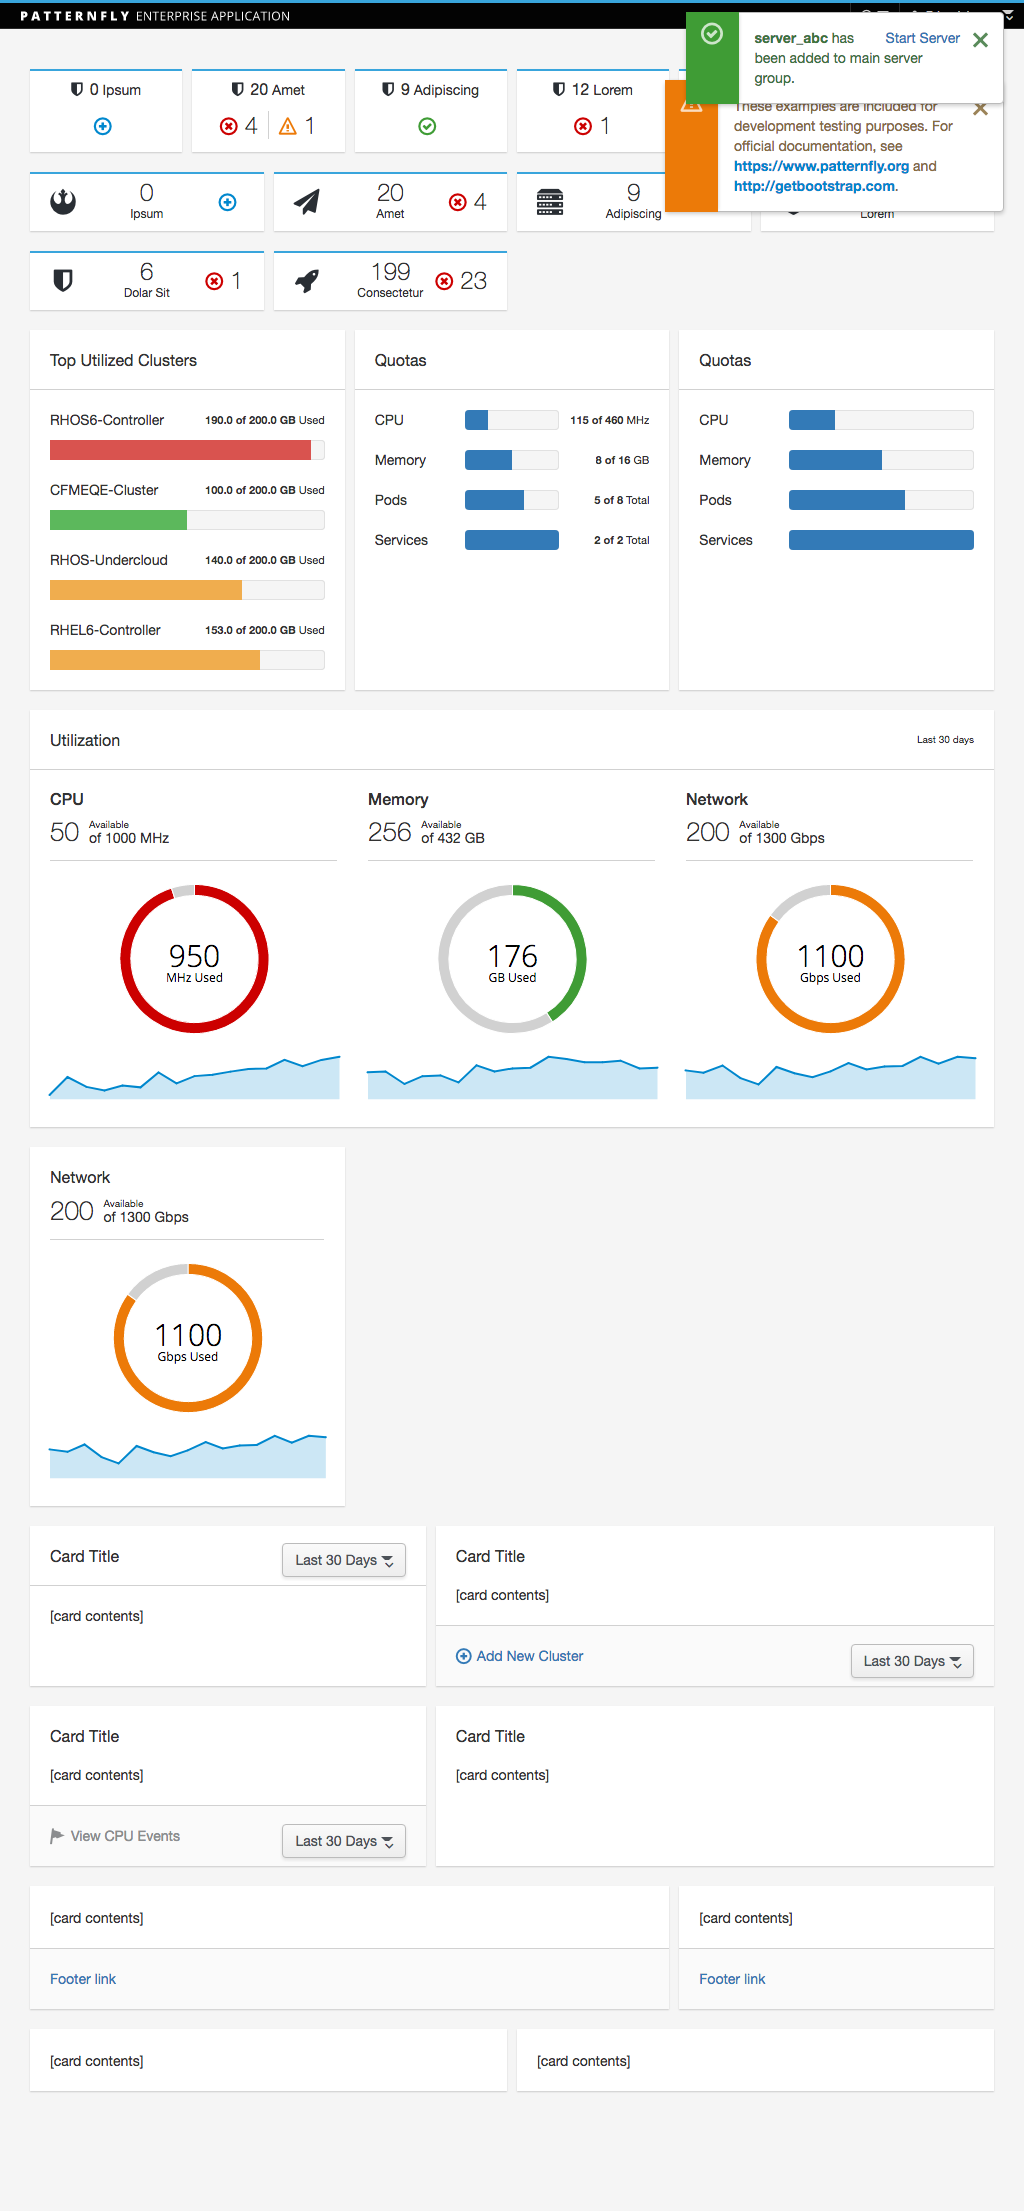 PATTERNFLY ENTERPRISE APPLICATION
server_abc has Start Server
been added to main server
group.
These examples are included for
development testing purposes. For
official documentation, see
https://www.patternfly.org and
http://getbootstrap.com.
0 Ipsum
20 Amet
4 1
9 Adipiscing
12 Lorem
1
0
Ipsum
20
Amet
4
9
Adipiscing
Lorem
6
Dolar Sit
1
199
Consectetur
23
Top Utilized Clusters
RHOS6-Controller 190.0 of 200.0 GB Used
CFMEQE-Cluster 100.0 of 200.0 GB Used
RHOS-Undercloud 140.0 of 200.0 GB Used
RHEL6-Controller 153.0 of 200.0 GB Used
Quotas
CPU 115 of 460 MHz
Memory 8 of 16 GB
Pods 5 of 8 Total
Services 2 of 2 Total
Quotas
CPU
Memory
Pods
Services
Utilization Last 30 days
CPU
50 Available
of 1000 MHz
950
MHz Used
Memory
256 Available
of 432 GB
176
GB Used
Network
200 Available
of 1300 Gbps
1100
Gbps Used
Network
200 Available
of 1300 Gbps
1100
Gbps Used
Card Title Last 30 Days
[card contents]
Card Title
[card contents]
Add New Cluster Last 30 Days
Card Title
[card contents]
View CPU Events Last 30 Days
Card Title
[card contents]
[card contents]
Footer link
[card contents]
Footer link
[card contents]
[card contents]